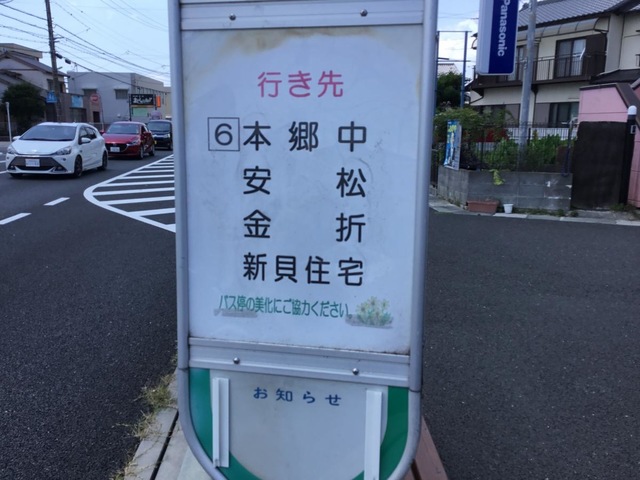 Panasonic
行き先
6 本郷中
安松
金折
新貝住宅
バス停の美化にご協力ください。
お知らせ